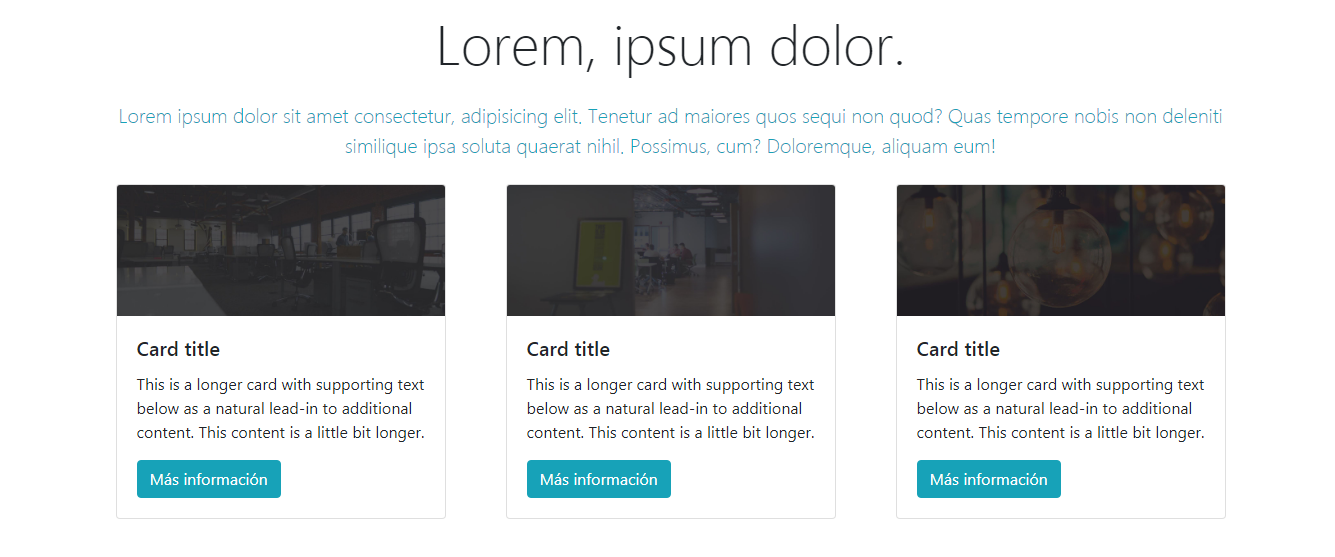 Lorem, ipsum dolor.
Lorem ipsum dolor sit amet consectetur, adipisicing elit. Tenetur ad maiores quos sequi non quod? Quas tempore nobis non deleniti
similique ipsa soluta quaerat nihil. Possimus, cum? Doloremque, aliquam eum!
Card title
This is a longer card with supporting text
below as a natural lead-in to additional
content. This content is a little bit longer.
Más información
Card title
This is a longer card with supporting text
below as a natural lead-in to additional
content. This content is a little bit longer.
Más información
Card title
This is a longer card with supporting text
below as a natural lead-in to additional
content. This content is a little bit longer.
Más información